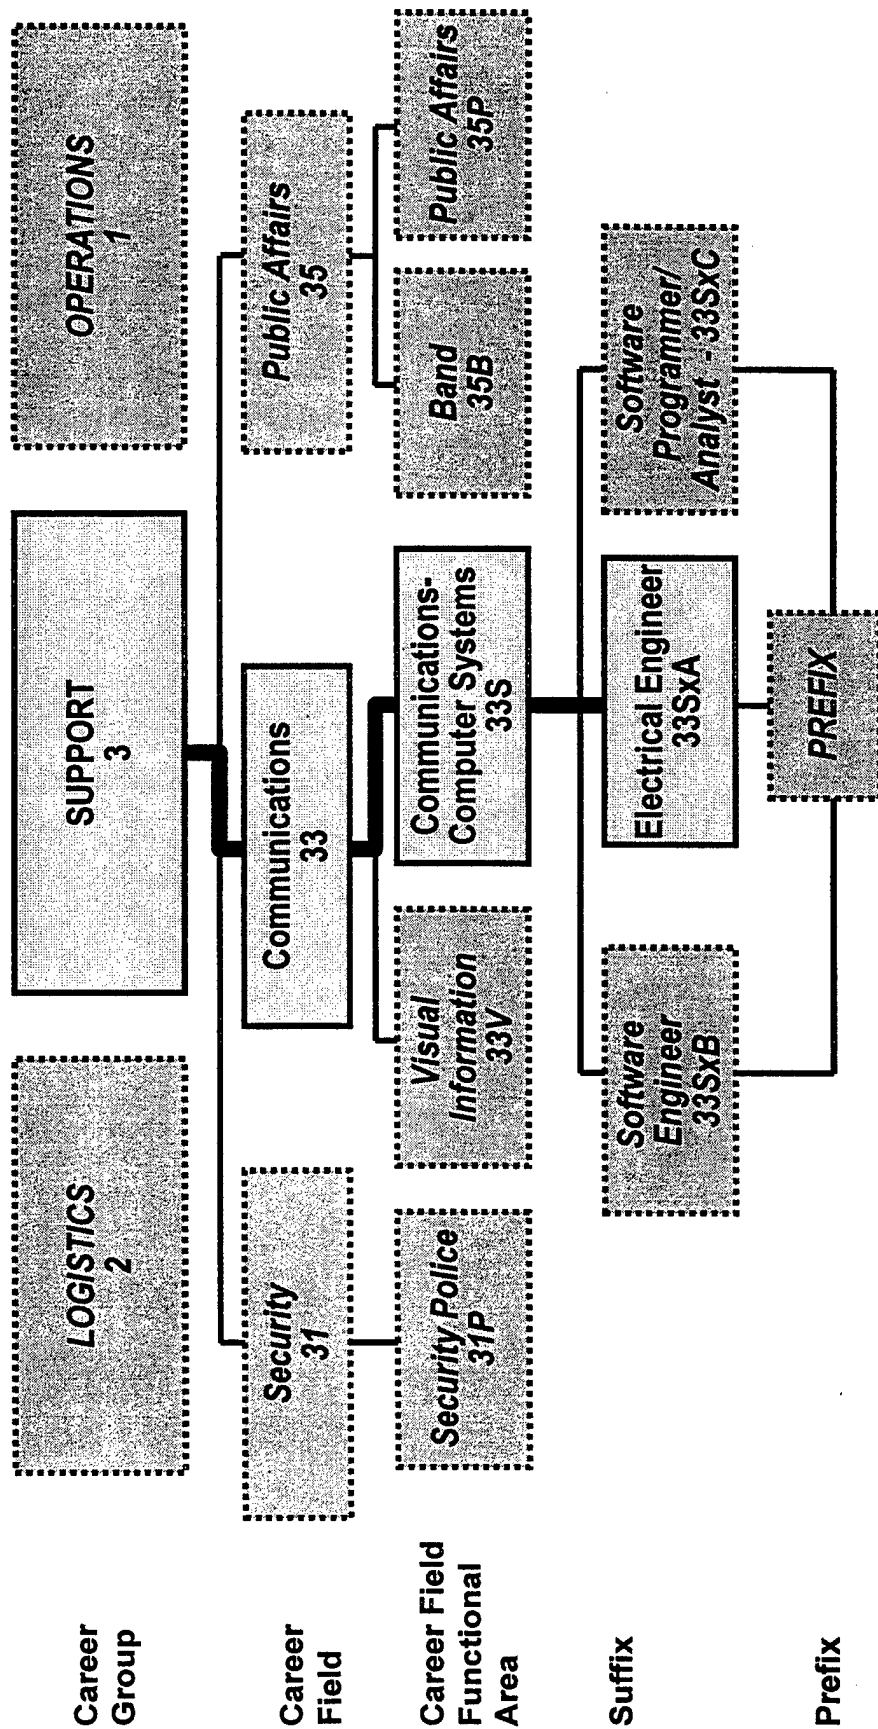 Career
Group
LOGISTICS
2
SUPPORT
3
OPERATIONS
1
Career
Field
Security
31
Communications
33
Public Affairs
35
Career Field
Functional
Area
Security Police
31P
Visual
Information
33V
Communications-
Computer Systems
33S
Band
35B
Public Affairs
35P
Suffix
Software
Engineer
33SxB
Electrical Engineer
33SxA
Software
Programmer/
Analyst - 33SxC
Prefix
PREFIX